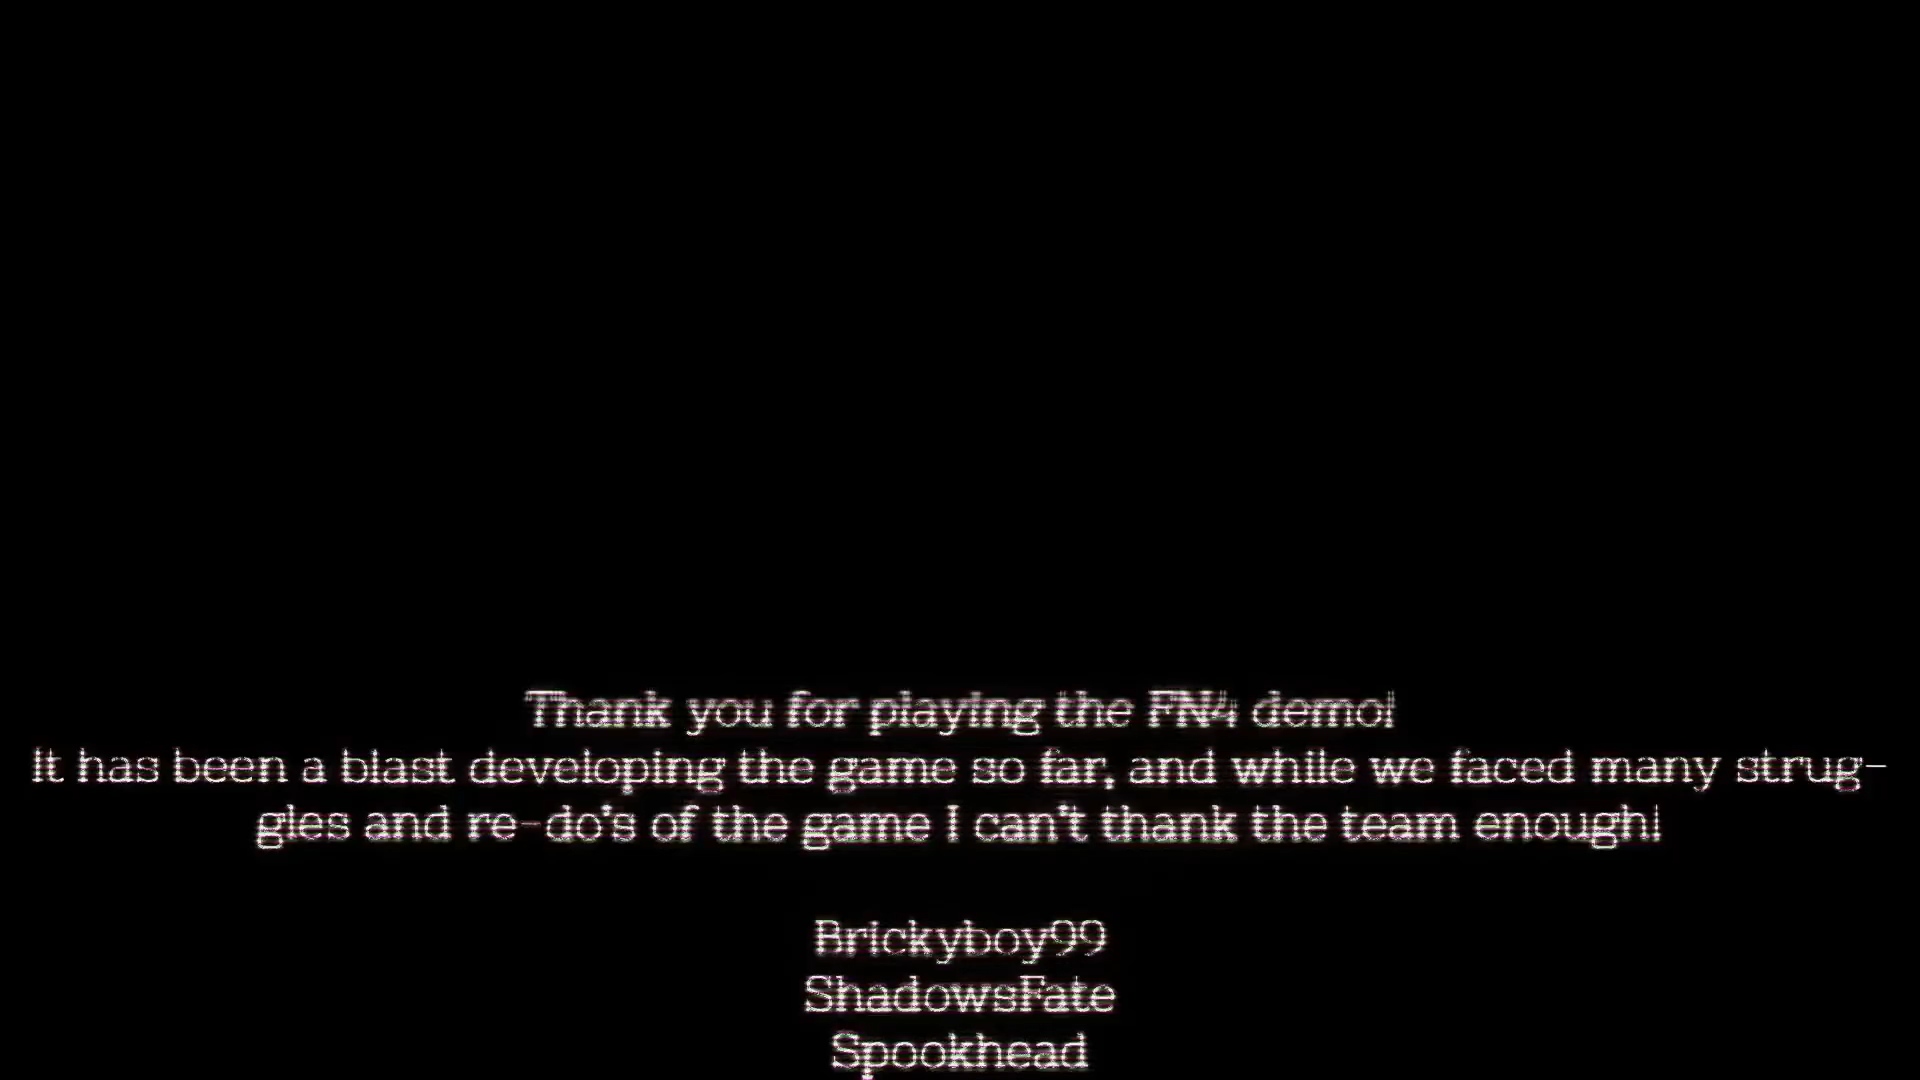 Thank you for playing the FN4 demo!
It has been a blast developing the game so far, and while we faced many strug-
gles and re-do's of the game I can't thank the team enough!
Brickyboy99
ShadowsFate
Spookhead